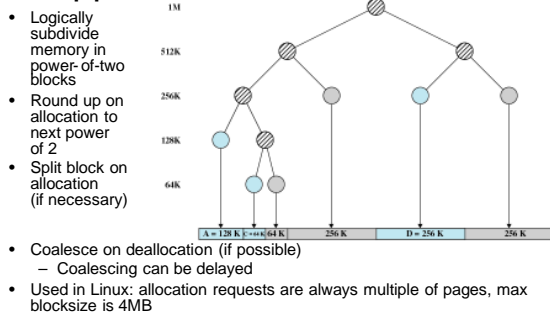 • Logically
subdivide
memory in
power-of-two
blocks
• Round up on
allocation to
next power
of 2
• Split block on
allocation
(if necessary)
1M
512K
256K
128K
64K
A = 128 K C = 64 K 64 K 256 K D = 256 K 256 K
• Coalesce on deallocation (if possible)
– Coalescing can be delayed
• Used in Linux: allocation requests are always multiple of pages, max
blocksize is 4MB